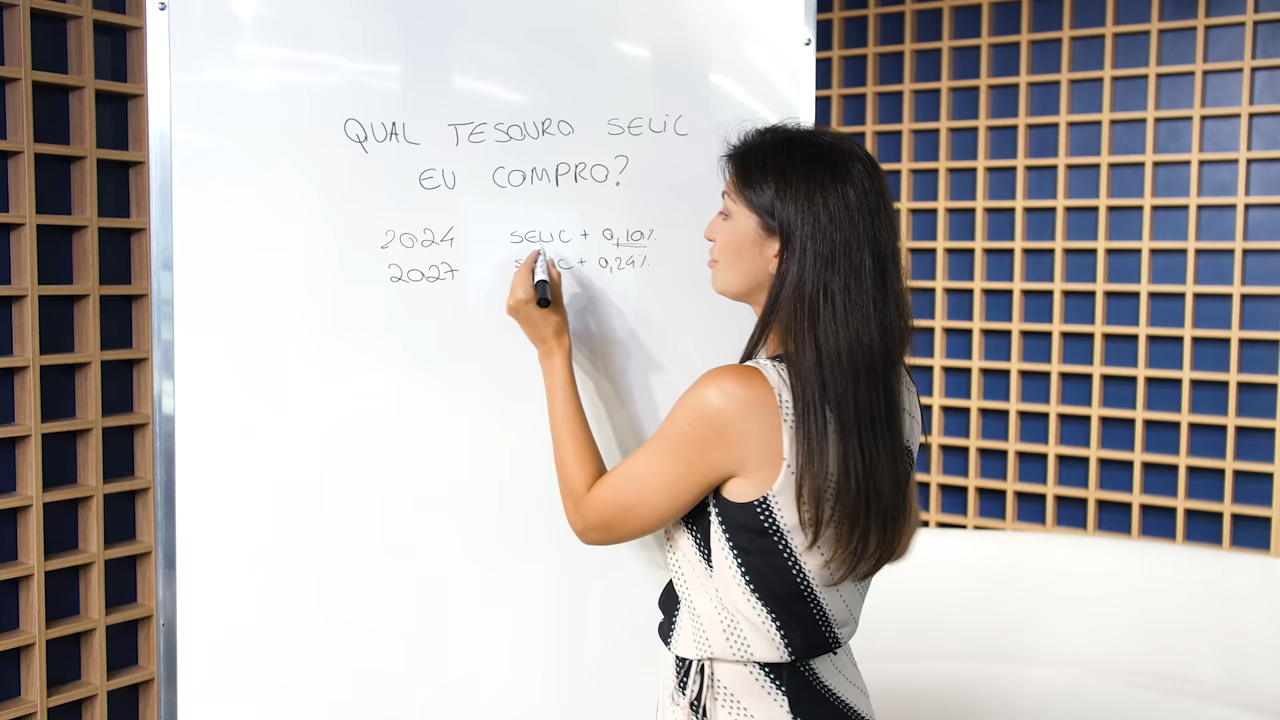 QUAL TESOURO SELIC
EU COMPRO?
2024 SELIC + 0,10%
2027 SELIC + 0,24%